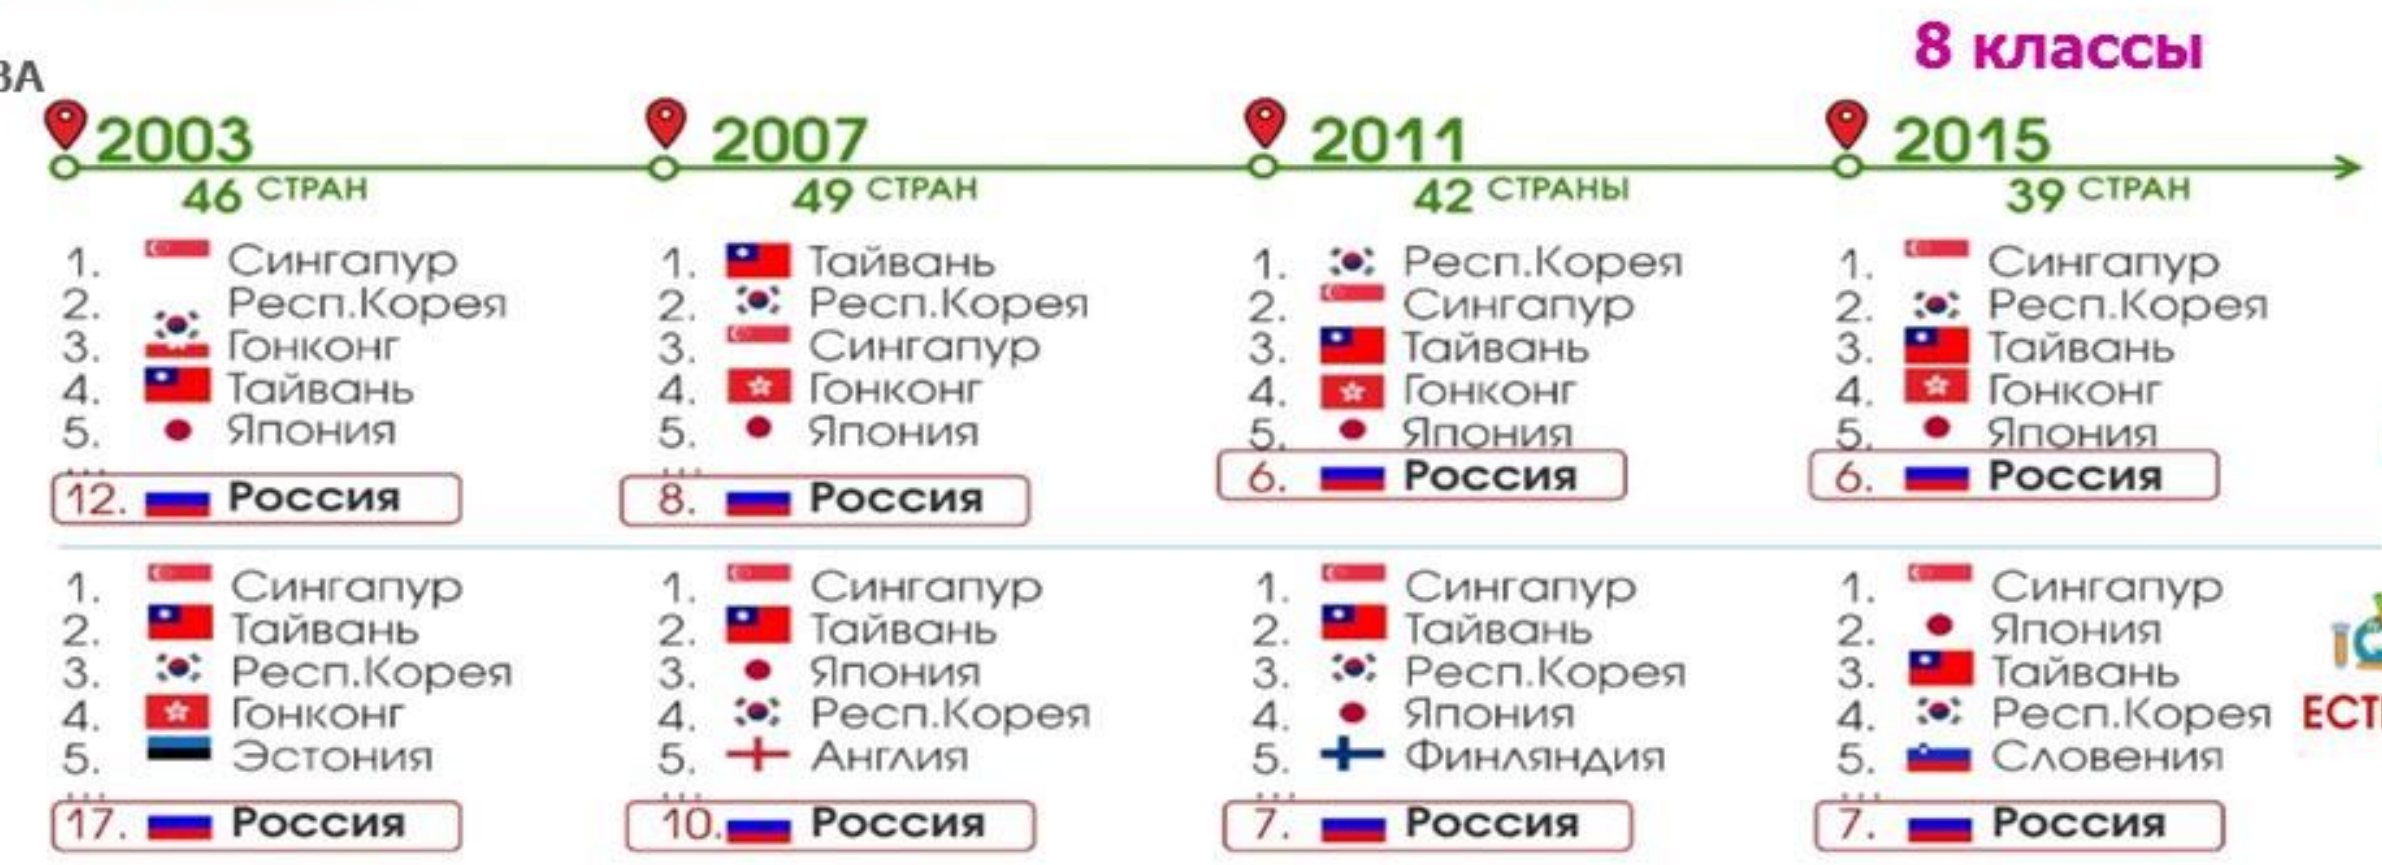 8 классы
ВА
2003 2007 2011 2015
46 СТРАН 49 СТРАН 42 СТРАНЫ 39 СТРАН
1. Сингапур 1. Тайвань 1. Респ.Корея 1. Сингапур
2. Респ.Корея 2. Респ.Корея 2. Сингапур 2. Респ.Корея
3. Гонконг 3. Сингапур 3. Тайвань 3. Тайвань
4. Тайвань 4. Гонконг 4. Гонконг 4. Гонконг
5. Япония 5. Япония 5. Япония 5. Япония
... ... 6. Россия 6. Россия
12. Россия 8. Россия
1. Сингапур 1. Сингапур 1. Сингапур 1. Сингапур
2. Тайвань 2. Тайвань 2. Тайвань 2. Япония
3. Респ.Корея 3. Япония 3. Респ.Корея 3. Тайвань
4. Гонконг 4. Респ.Корея 4. Япония 4. Респ.Корея ЕСТ
5. Эстония 5. Англия 5. Финляндия 5. Словения
... ... ... ...
17. Россия 10. Россия 7. Россия 7. Россия